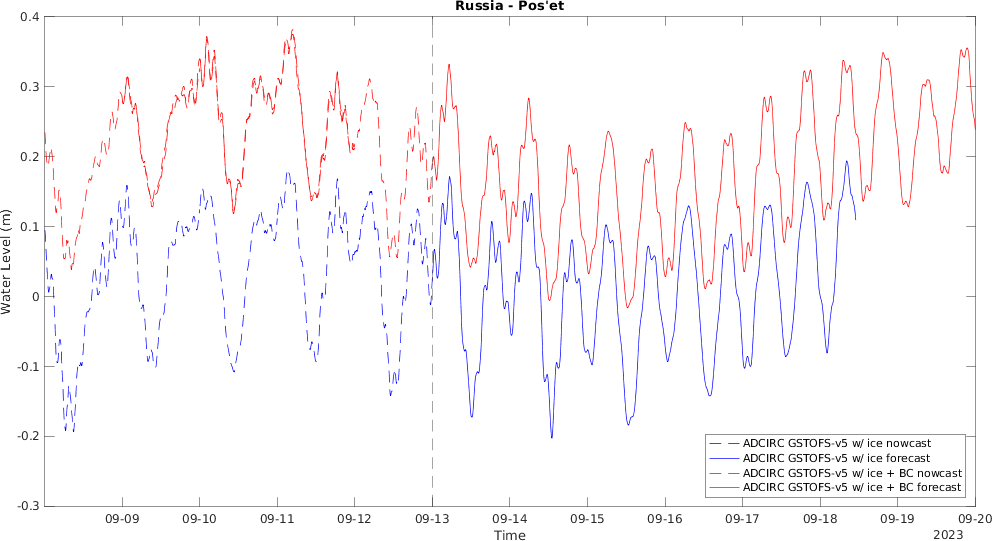 Russia - Pos'et
0.4
0.3
0.2
0.1
0
-0.1
-0.2
-0.3
Water Level (m)
09-09 09-10 09-11 09-12 09-13 09-14 09-15 09-16 09-17 09-18 09-19 09-20
Time
2023
ADCIRC GSTOFS-v5 w/ ice nowcast
ADCIRC GSTOFS-v5 w/ ice forecast
ADCIRC GSTOFS-v5 w/ ice + BC nowcast
ADCIRC GSTOFS-v5 w/ ice + BC forecast